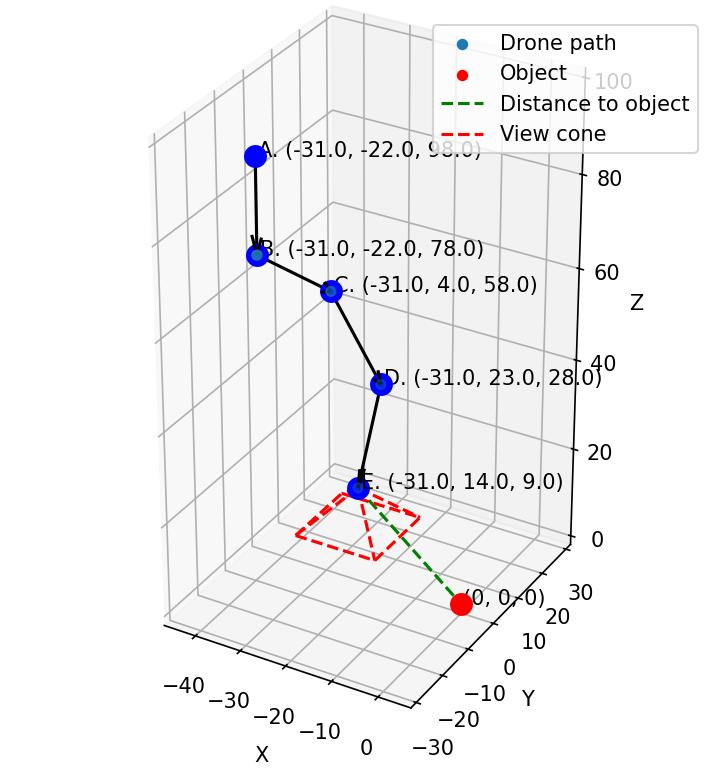 Drone path
Object
Distance to object
View cone
A. (-31.0, -22.0, 98.0)
B. (-31.0, -22.0, 78.0)
C. (-31.0, 4.0, 58.0)
D. (-31.0, 23.0, 28.0)
E. (-31.0, 14.0, 9.0)
(0, 0, 0)
100
80
60
Z
40
20
0
30
20
10
0
−10
Y
−20
−30
−40
−30
−20
−10
0
X